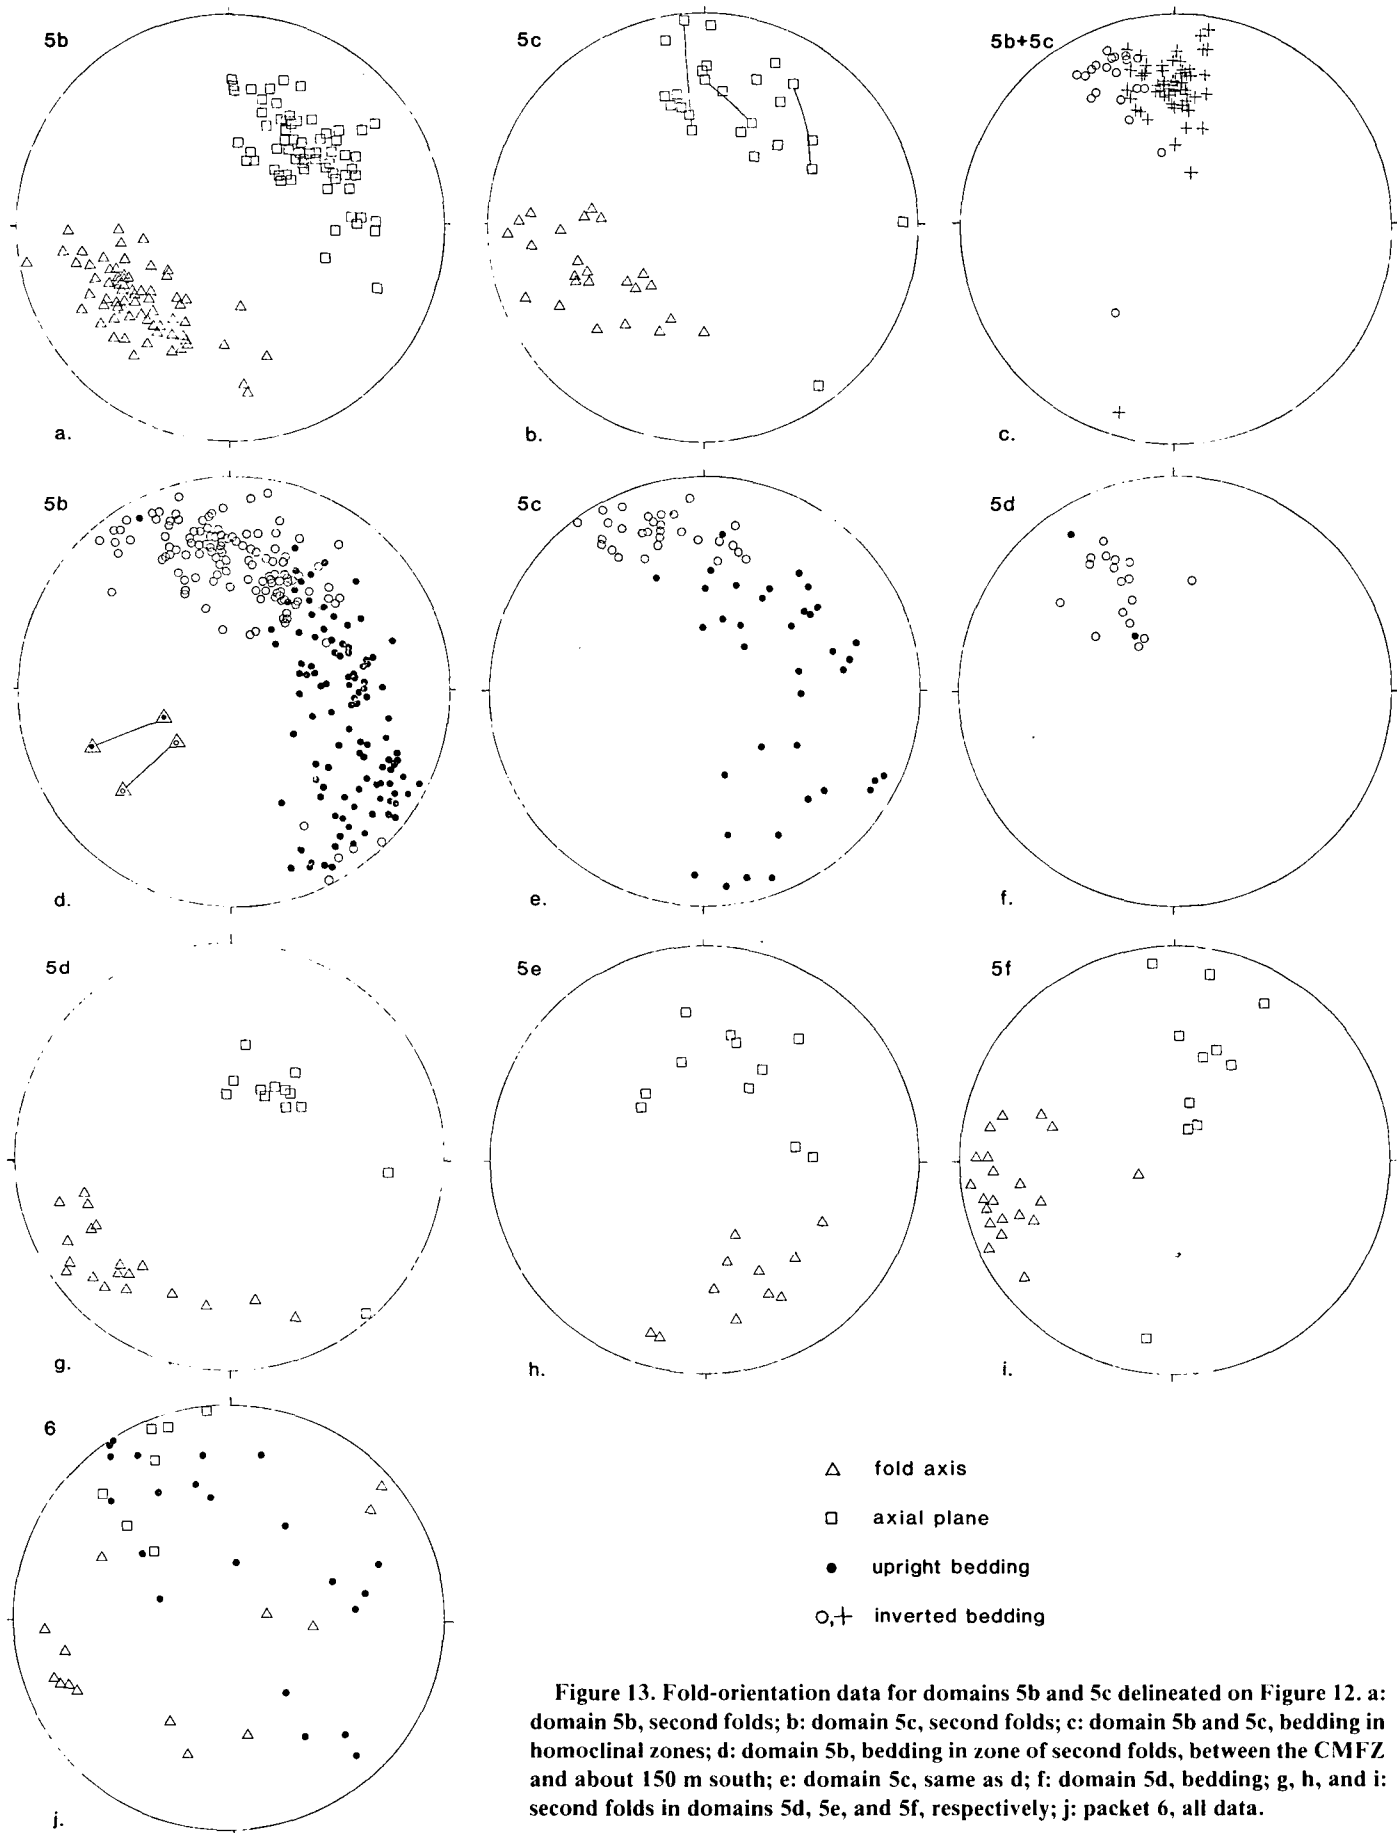 5b
5c
5b+5c
a.
b.
c.
5b
5c
5d
d.
e.
f.
5d
5e
5f
g.
h.
i.
6
j.
△ fold axis
□ axial plane
● upright bedding
○,+ inverted bedding
Figure 13. Fold-orientation data for domains 5b and 5c delineated on Figure 12. a:
domain 5b, second folds; b: domain 5c, second folds; c: domain 5b and 5c, bedding in
homoclinal zones; d: domain 5b, bedding in zone of second folds, between the CMFZ
and about 150 m south; e: domain 5c, same as d; f: domain 5d, bedding; g, h, and i:
second folds in domains 5d, 5e, and 5f, respectively; j: packet 6, all data.